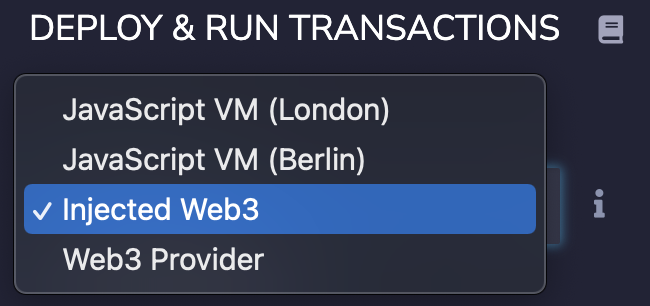 DEPLOY & RUN TRANSACTIONS
JavaScript VM (London)
JavaScript VM (Berlin)
Injected Web3
Web3 Provider